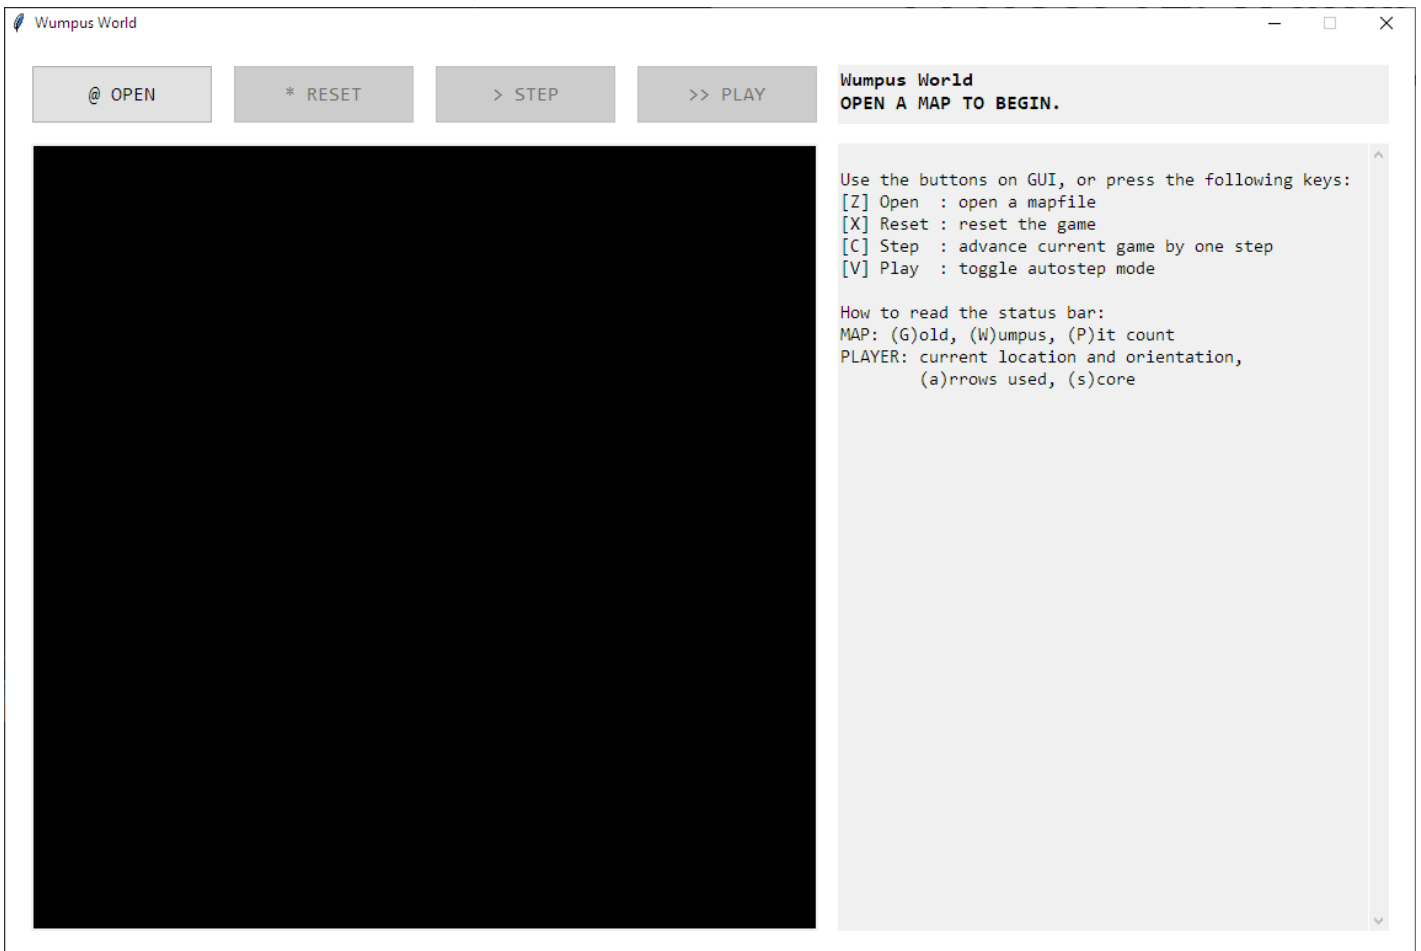 Wumpus World
@ OPEN
* RESET
> STEP
>> PLAY
Wumpus World
OPEN A MAP TO BEGIN.
Use the buttons on GUI, or press the following keys:
[Z] Open  : open a mapfile
[X] Reset : reset the game
[C] Step  : advance current game by one step
[V] Play  : toggle autostep mode
How to read the status bar:
MAP: (G)old, (W)umpus, (P)it count
PLAYER: current location and orientation,
(a)rrows used, (s)core